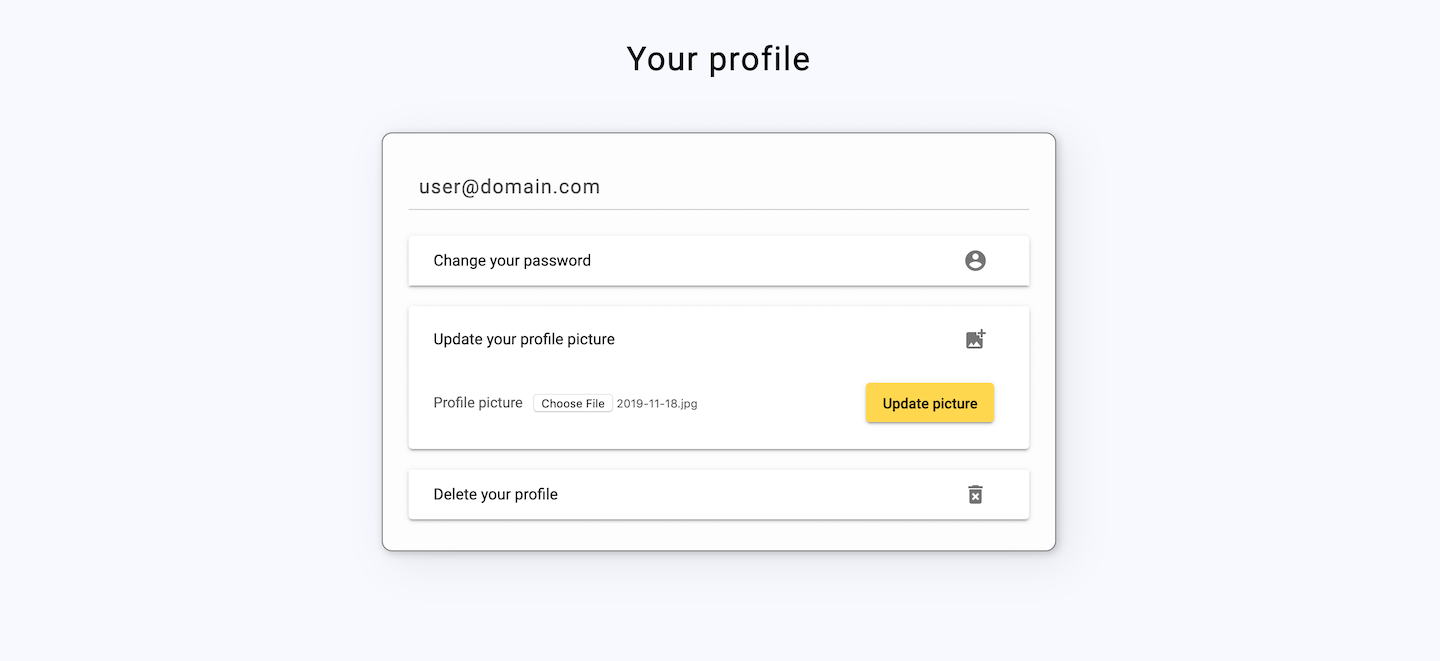 Your profile
user@domain.com
Change your password
Update your profile picture
Profile picture Choose File 2019-11-18.jpg Update picture
Delete your profile